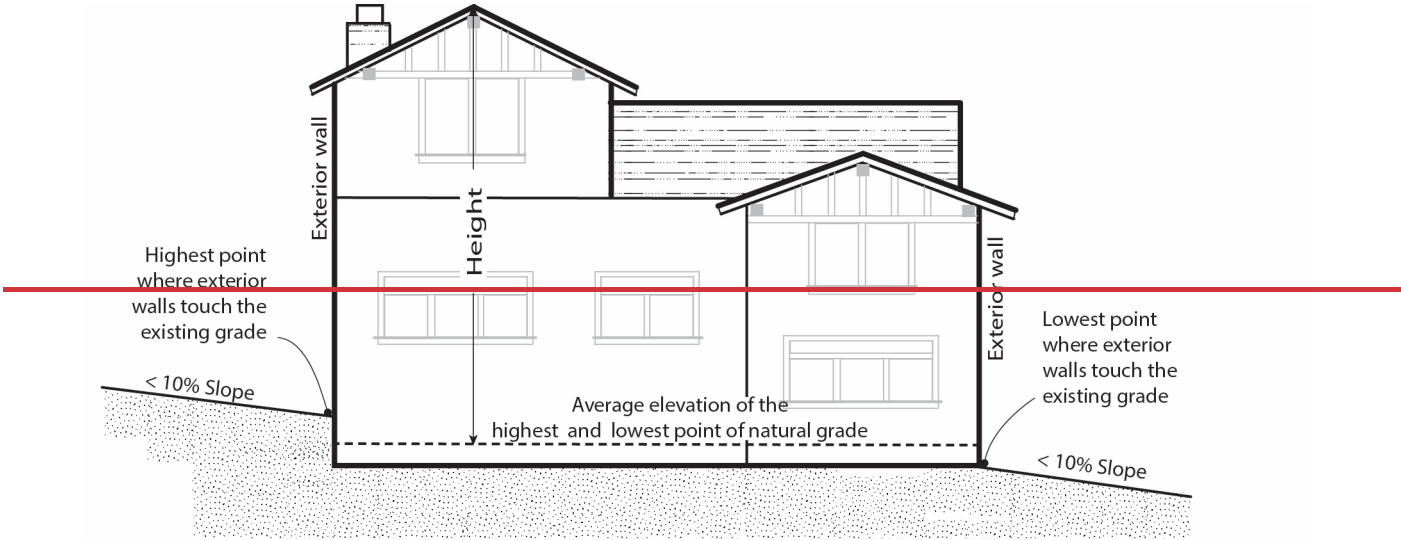 Exterior wall
Height
Highest point
where exterior
walls touch the
existing grade
Exterior wall
Lowest point
where exterior
walls touch the
existing grade
< 10% Slope
Average elevation of the
highest and lowest point of natural grade
< 10% Slope